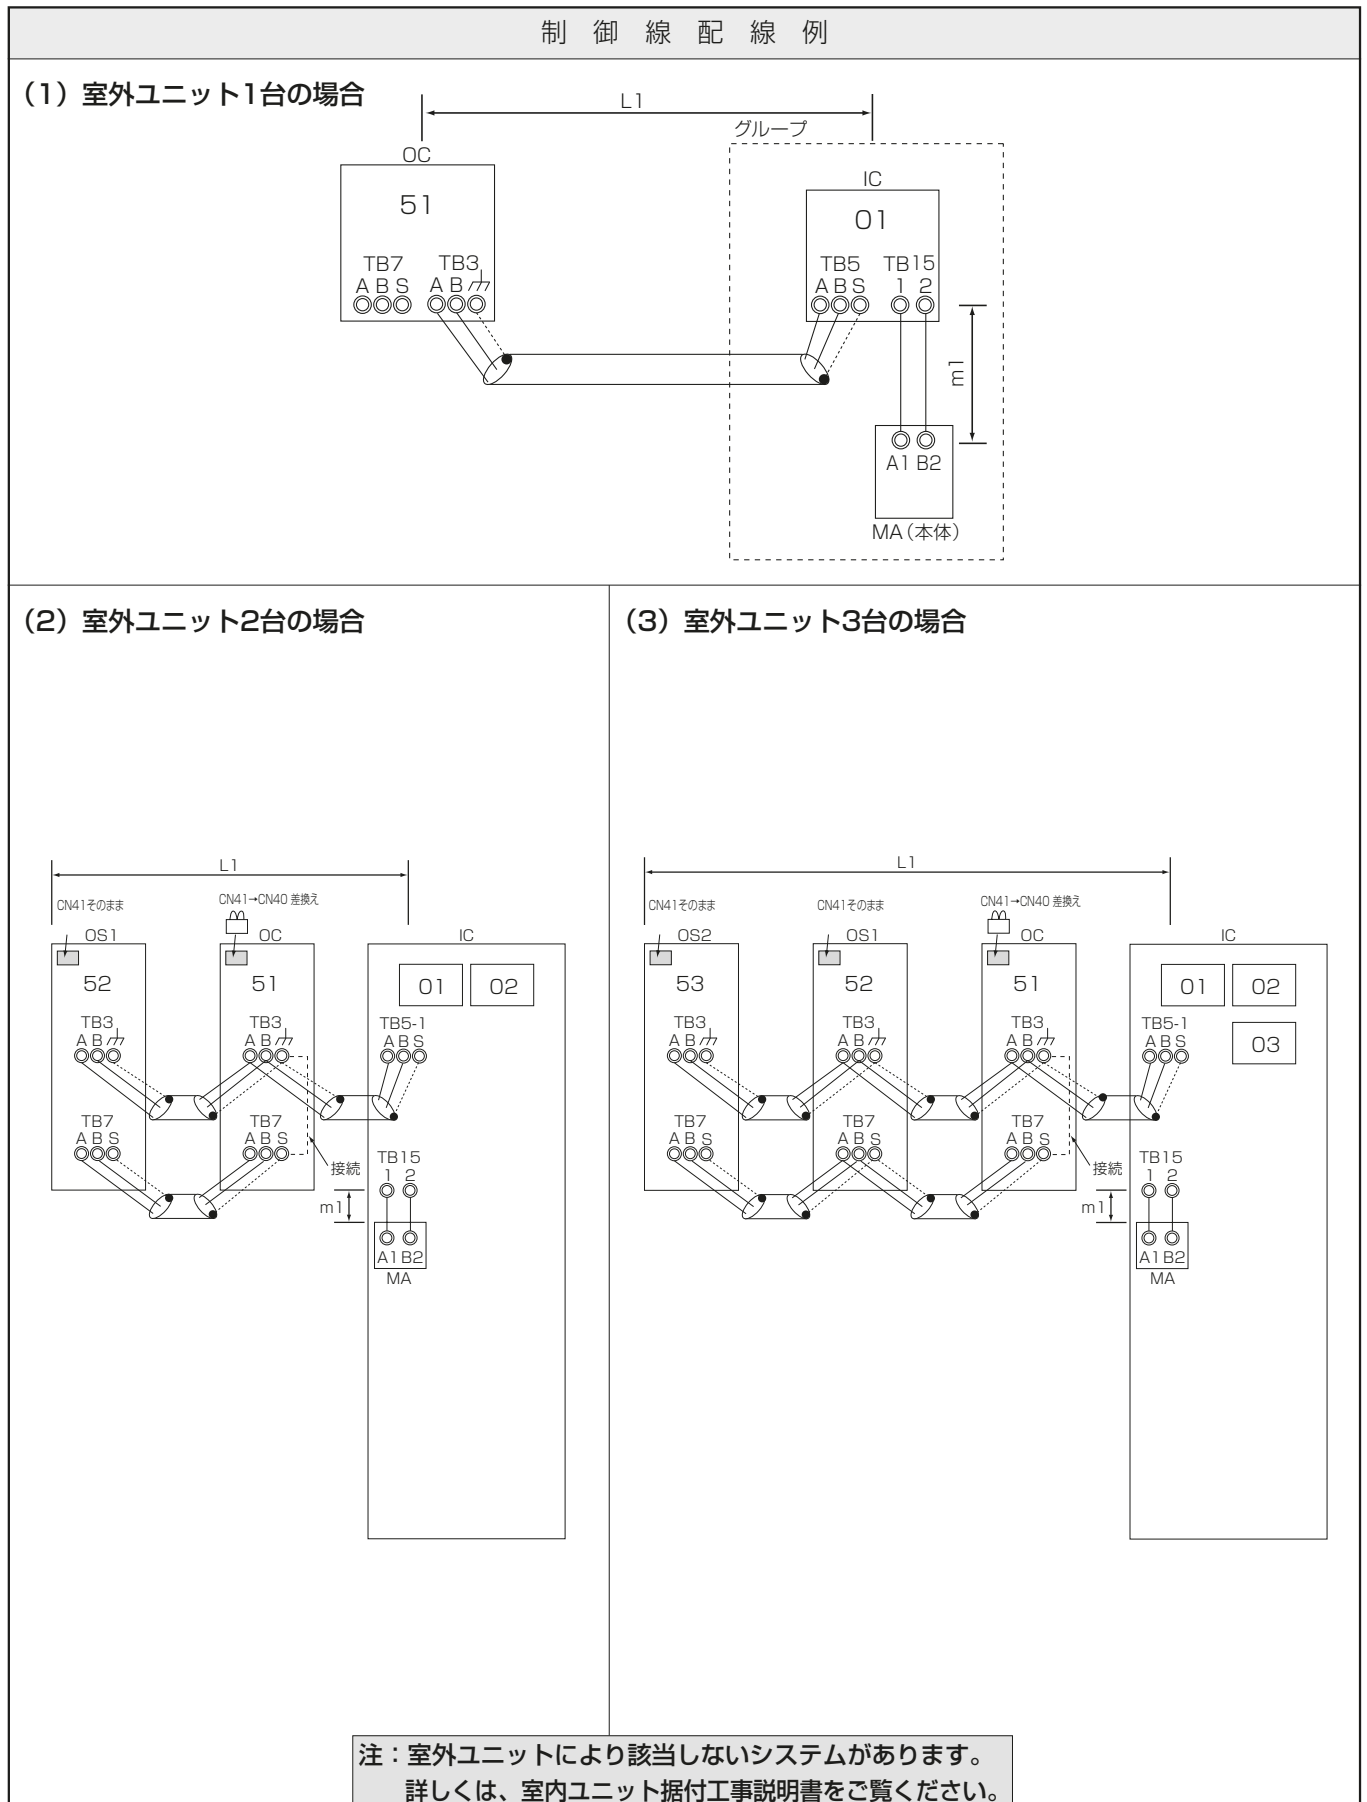 制御線配線例
(1) 室外ユニット1台の場合
L1
グループ
OC
IC
51
01
TB7 TB3
A B S A B
TB5 TB15
A B S 1 2
m1
A1 B2
MA(本体)
(2) 室外ユニット2台の場合
L1
CN41そのまま
CN41→CN40 差換え
OS1
OC
IC
52
51
01
02
TB3
A B
TB3
A B
TB5-1
A B S
TB7
A B S
TB7
A B S
接続
TB15
1 2
m1
A1 B2
MA
(3) 室外ユニット3台の場合
L1
CN41そのまま
CN41そのまま
CN41→CN40 差換え
OS2
OS1
OC
IC
53
52
51
01
02
03
TB3
A B
TB3
A B
TB3
A B
TB5-1
A B S
TB7
A B S
TB7
A B S
TB7
A B S
接続
TB15
1 2
m1
A1 B2
MA
注:室外ユニットにより該当しないシステムがあります。
詳しくは、室内ユニット据付工事説明書をご覧ください。